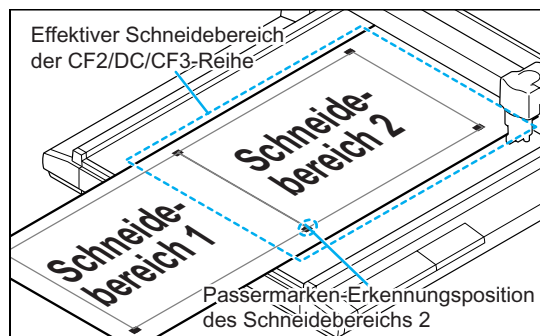 Effektiver Schneidebereich
der CF2/DC/CF3-Reihe
Schneide-
bereich 2
Schneide-
bereich 1
Passermarken-Erkennungsposition
des Schneidebereichs 2